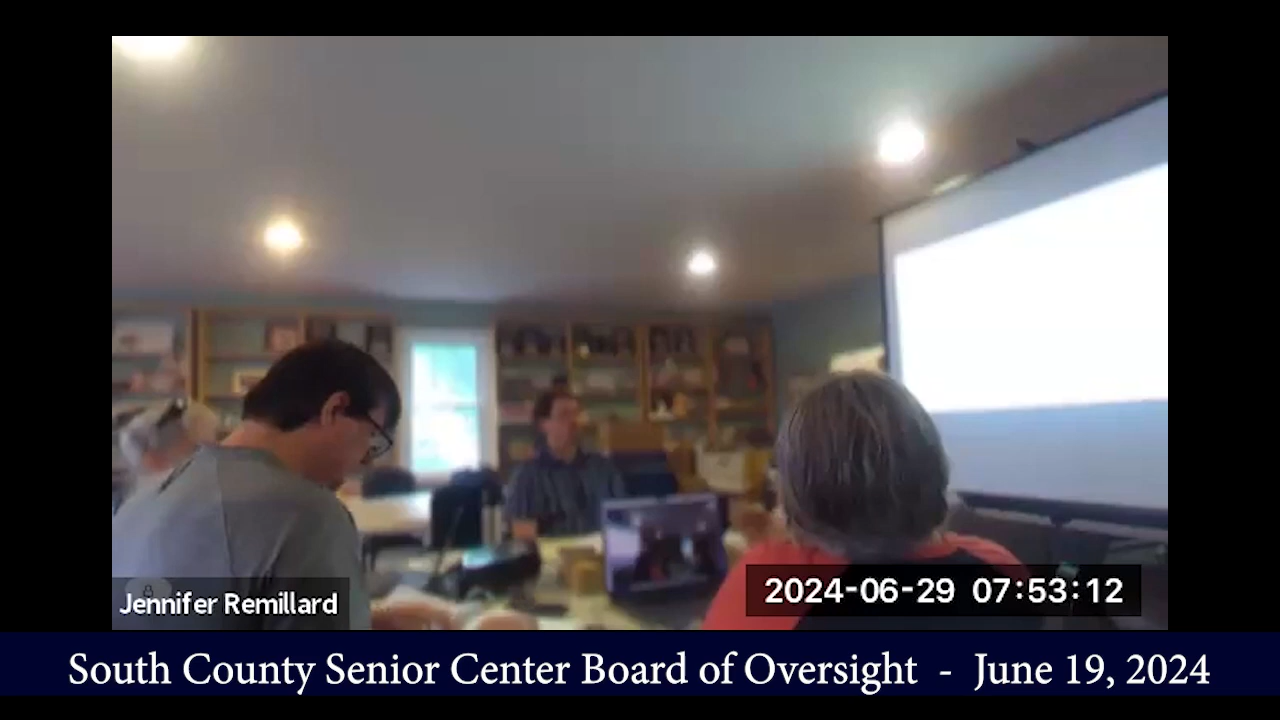 Jennifer Remillard
2024-06-29 07:53:12
South County Senior Center Board of Oversight - June 19, 2024